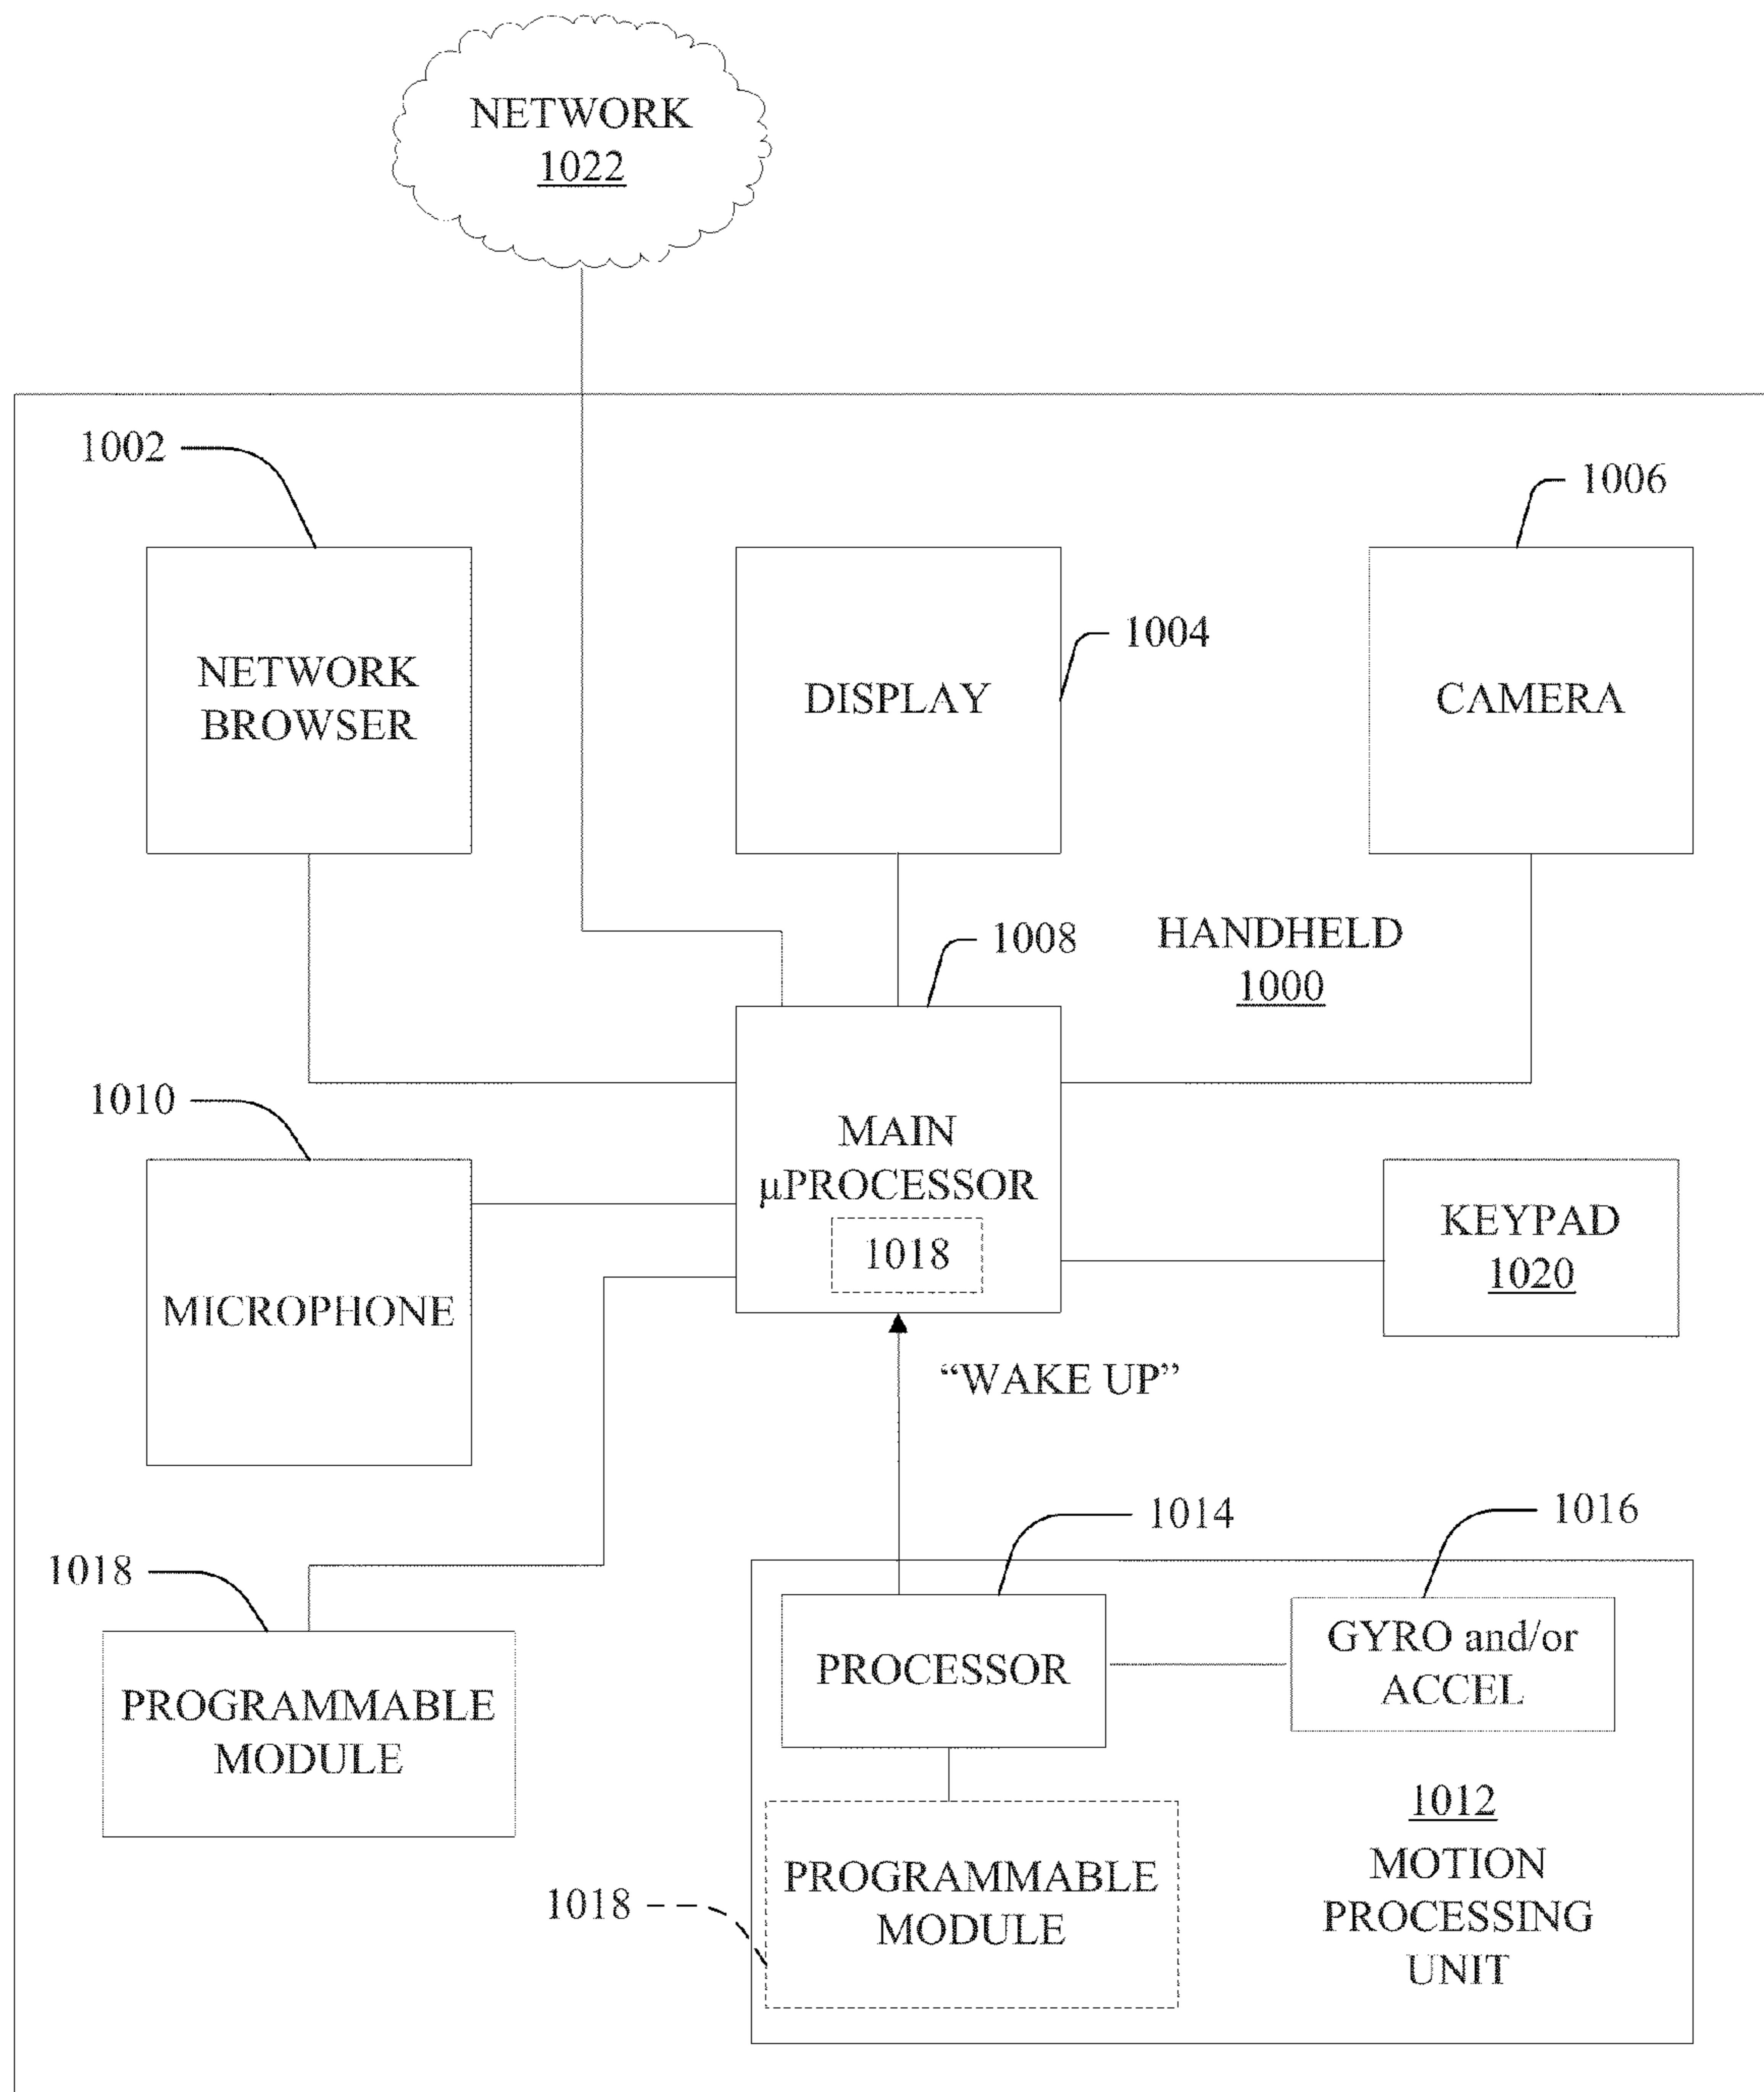 NETWORK
1022
1002
1006
NETWORK
BROWSER
DISPLAY
1004
CAMERA
1008
HANDHELD
1000
1010
MICROPHONE
MAIN
µPROCESSOR
1018
KEYPAD
1020
“WAKE UP”
1018
PROGRAMMABLE
MODULE
1014
1016
PROCESSOR
GYRO and/or
ACCEL
1018
PROGRAMMABLE
MODULE
1012
MOTION
PROCESSING
UNIT